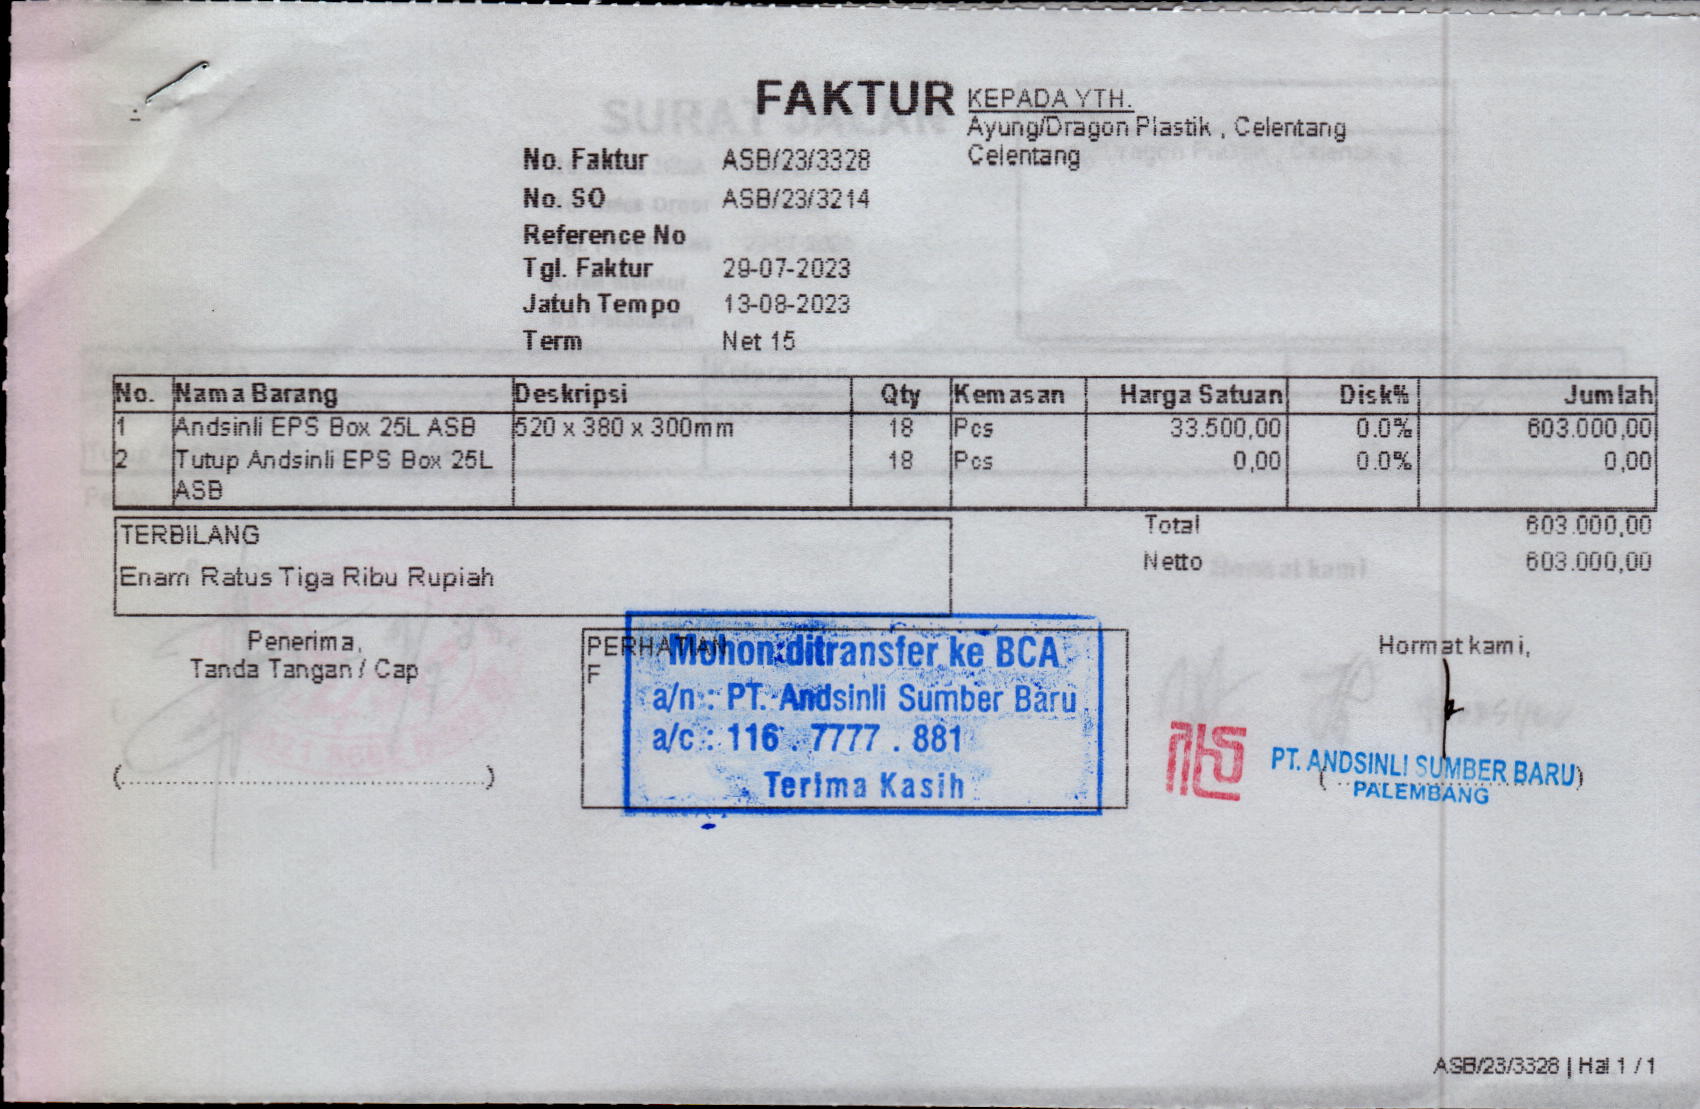 FAKTUR
KEPADA YTH.
Ayung/Dragon Plastik , Celentang
Celentang
No. Faktur ASB/23/3328
No. SO ASB/23/3214
Reference No
Tgl. Faktur 29-07-2023
Jatuh Tempo 13-08-2023
Term Net 15
No. Nama Barang Deskripsi Qty Kemasan Harga Satuan Disk% Jumlah
1 Andsinli EPS Box 25L ASB 520 x 380 x 300mm 18 Pcs 33.500,00 0.0% 603.000,00
2 Tutup Andsinli EPS Box 25L 18 Pcs 0,00 0.0% 0,00
ASB
TERBILANG
Enam Ratus Tiga Ribu Rupiah
Total 603.000,00
Netto 603.000,00
Penerima,
Tanda Tangan / Cap
(..............................)
PERHATIAN
F
Mohon ditransfer ke BCA
a/n : PT. Andsinli Sumber Baru
a/c : 116 . 7777 . 881
Terima Kasih
Hormat kami,
PT. ANDSINLI SUMBER BARU
PALEMBANG
ASB/23/3328 | Hal 1 / 1